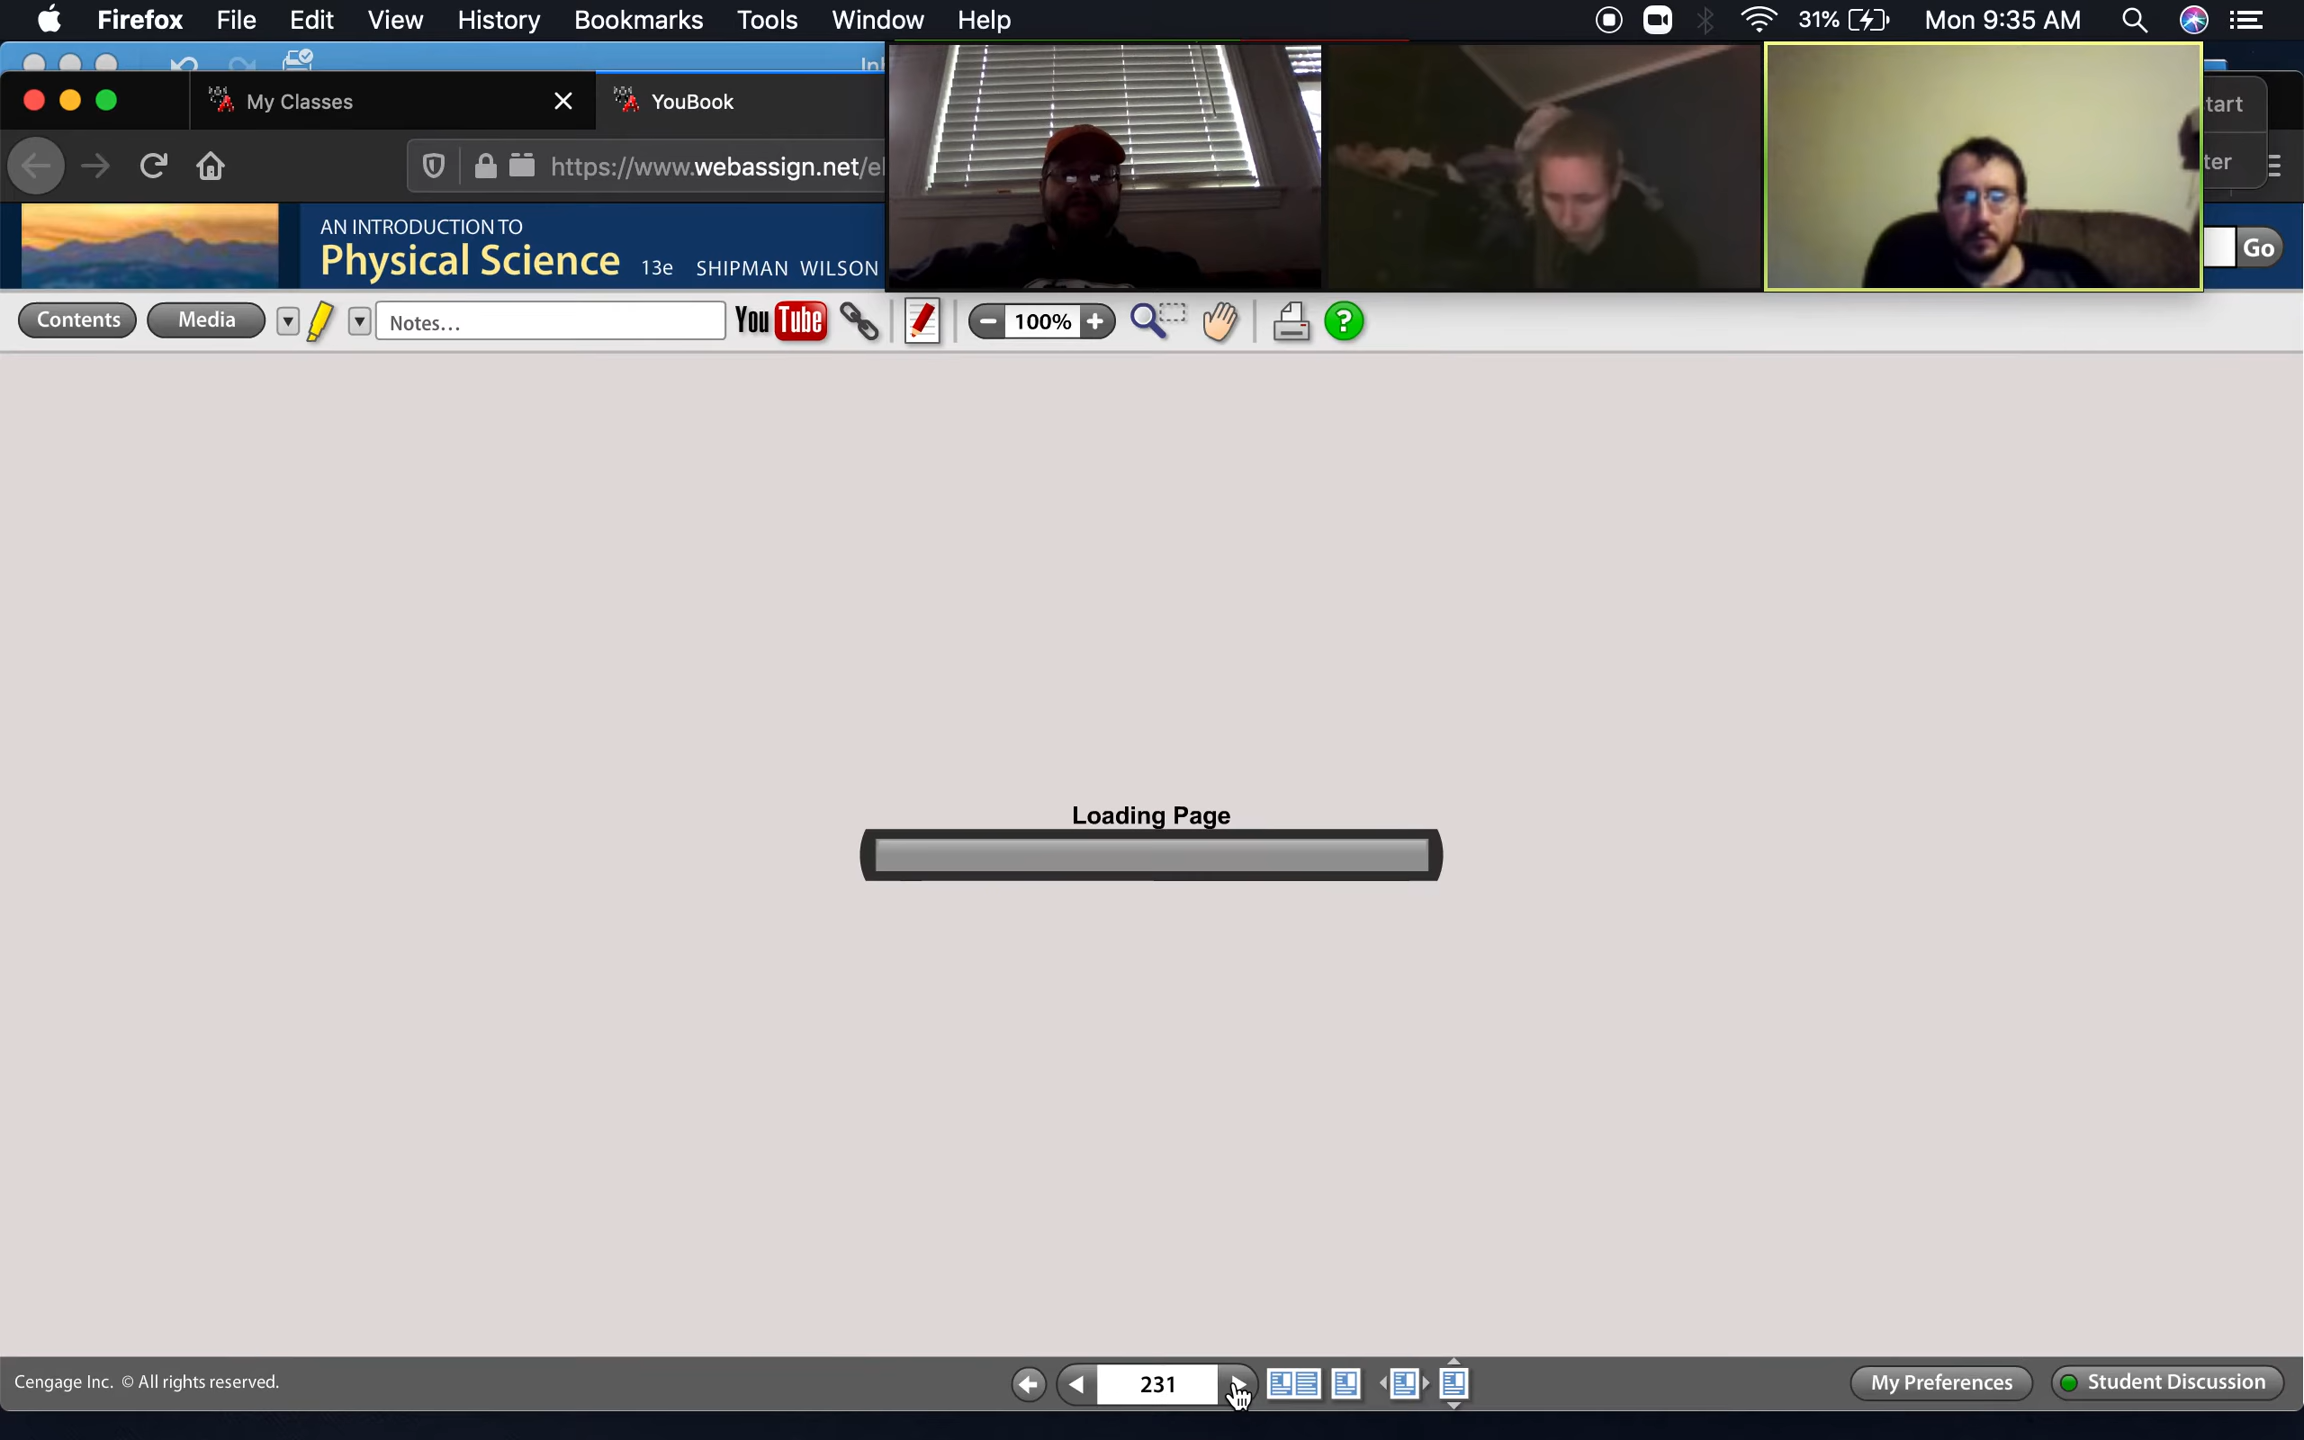 Firefox File Edit View History Bookmarks Tools Window Help 31% Mon 9:35 AM
My Classes YouBook
tart
https://www.webassign.net/el
ter
AN INTRODUCTION TO
Physical Science 13e SHIPMAN WILSON
Go
Contents Media Notes... YouTube 100% ?
Loading Page
Cengage Inc. © All rights reserved. 231 My Preferences Student Discussion